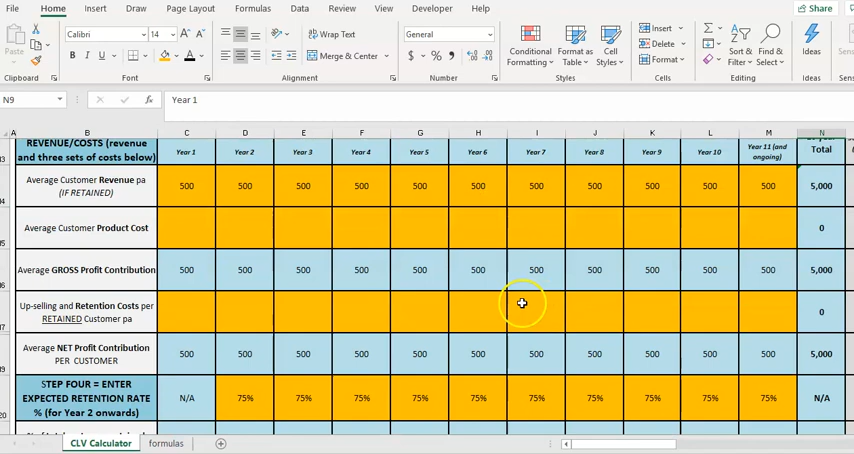 File Home Insert Draw Page Layout Formulas Data Review View Developer Help Share
Paste
Calibri 14 A A
B I U
Wrap Text
Merge & Center
General
$ % ,
Conditional Formatting
Format as Table
Cell Styles
Insert
Delete
Format
Sort & Filter
Find & Select
Ideas
Clipboard Font Alignment Number Styles Cells Editing Ideas
N9 fx Year 1
A B C D E F G H I J K L M N
REVENUE/COSTS (revenue
and three sets of costs below)
Year 1 Year 2 Year 3 Year 4 Year 5 Year 6 Year 7 Year 8 Year 9 Year 10
Year 11 (and
ongoing)
Total
Average Customer Revenue pa
(IF RETAINED)
500 500 500 500 500 500 500 500 500 500 500 5,000
Average Customer Product Cost
0
Average GROSS Profit Contribution
500 500 500 500 500 500 500 500 500 500 500 5,000
Up-selling and Retention Costs per
RETAINED Customer pa
0
Average NET Profit Contribution
PER CUSTOMER
500 500 500 500 500 500 500 500 500 500 500 5,000
STEP FOUR = ENTER
EXPECTED RETENTION RATE
% (for Year 2 onwards)
N/A 75% 75% 75% 75% 75% 75% 75% 75% 75% 75% N/A
20
CLV Calculator formulas